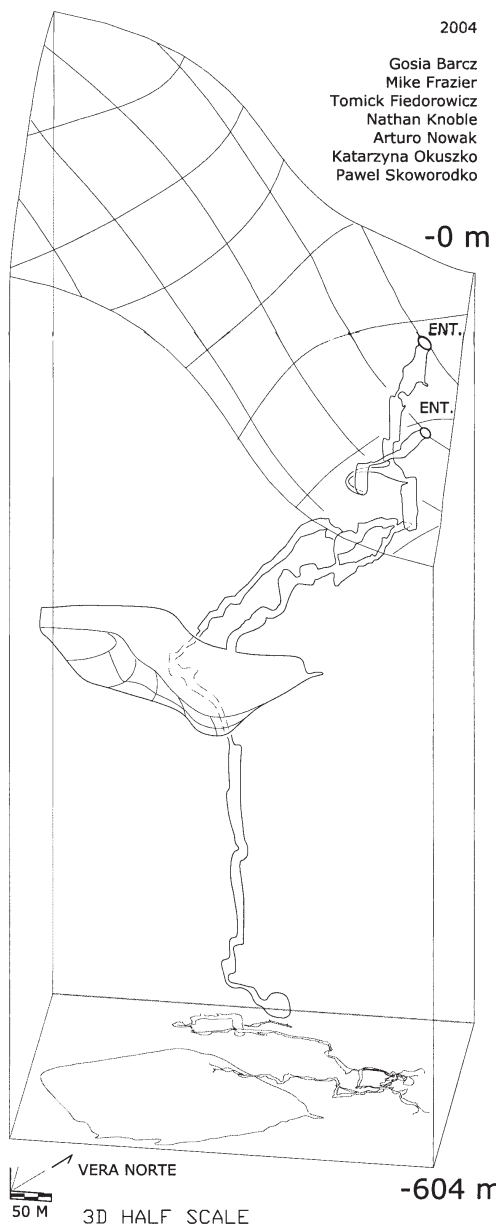 2004
Gosia Barcz
Mike Frazier
Tomick Fiedorowicz
Nathan Knoble
Arturo Nowak
Katarzyna Okuszko
Pawel Skoworodko
-0 m
ENT.
ENT.
VERA NORTE
-604 m
50 M
3D HALF SCALE